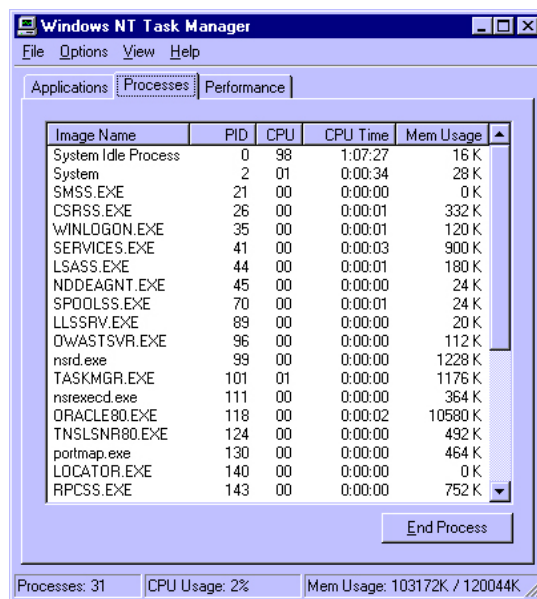 Windows NT Task Manager
File Options View Help
Applications Processes Performance
Image Name PID CPU CPU Time Mem Usage
System Idle Process 0 98 1:07:27 16 K
System 2 01 0:00:34 28 K
SMSS.EXE 21 00 0:00:00 0 K
CSRSS.EXE 26 00 0:00:01 332 K
WINLOGON.EXE 35 00 0:00:01 120 K
SERVICES.EXE 41 00 0:00:03 900 K
LSASS.EXE 44 00 0:00:01 180 K
NDDEAGNT.EXE 45 00 0:00:00 24 K
SPOOLSS.EXE 70 00 0:00:01 24 K
LLSSRV.EXE 89 00 0:00:00 20 K
OWASTSVR.EXE 96 00 0:00:00 112 K
nsrd.exe 99 00 0:00:00 1228 K
TASKMGR.EXE 101 01 0:00:00 1176 K
nsrexecd.exe 111 00 0:00:00 364 K
ORACLE80.EXE 118 00 0:00:02 10580 K
TNSLSNR80.EXE 124 00 0:00:00 492 K
portmap.exe 130 00 0:00:00 464 K
LOCATOR.EXE 140 00 0:00:00 0 K
RPCSS.EXE 143 00 0:00:00 752 K
End Process
Processes: 31 CPU Usage: 2% Mem Usage: 103172K / 120044K